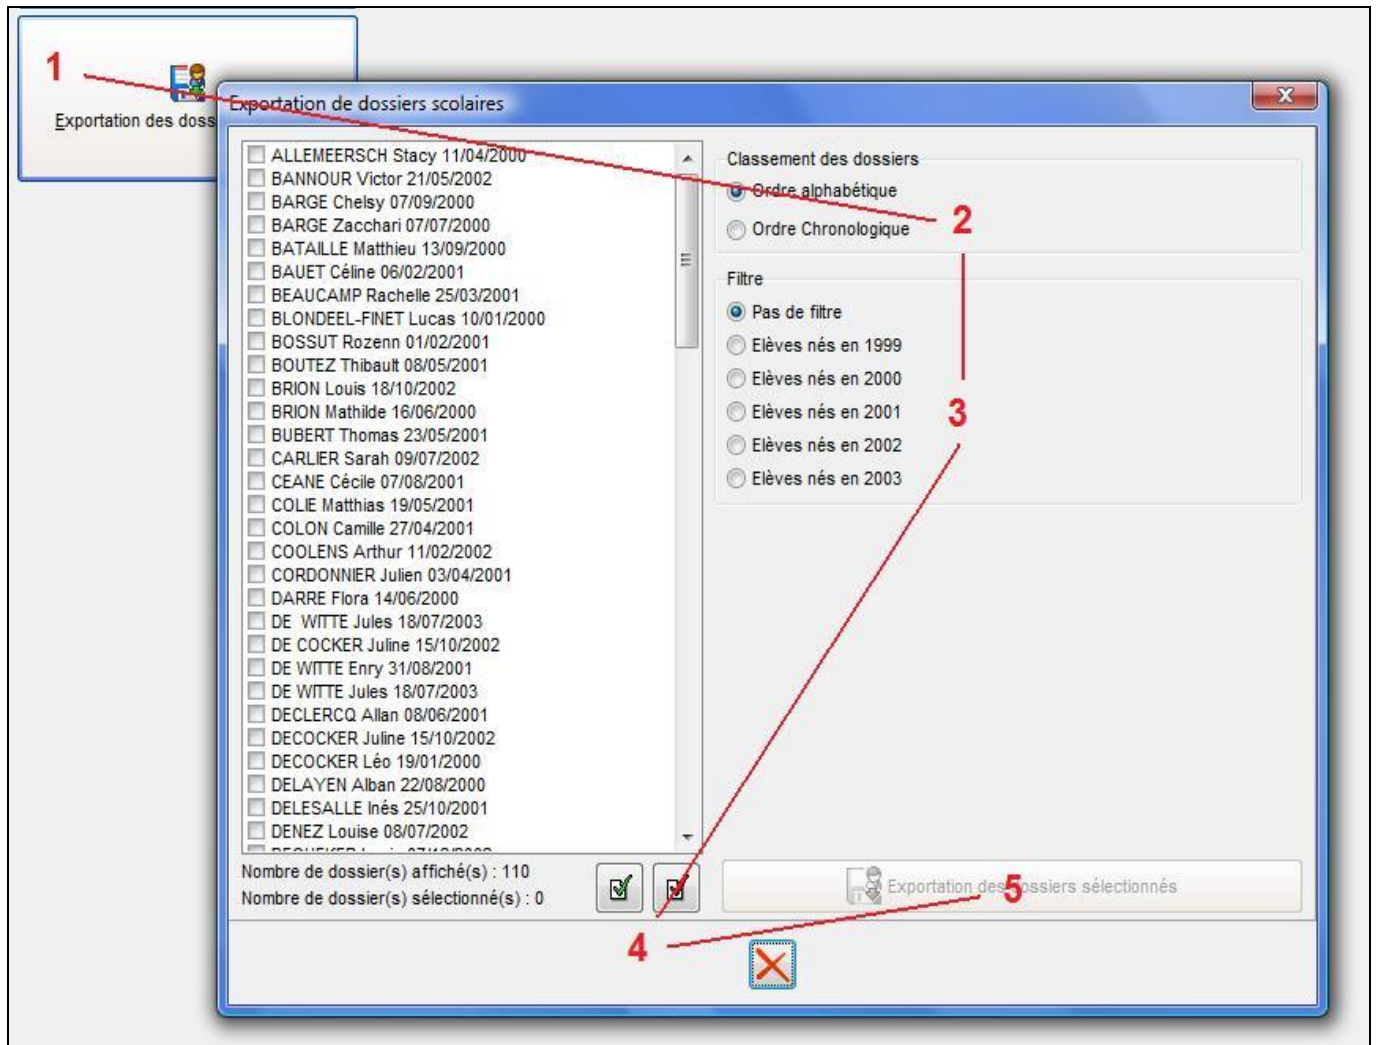 1
Exportation des doss
Exportation de dossiers scolaires
ALLEMEERSCH Stacy 11/04/2000
BANNOUR Victor 21/05/2002
BARGE Chelsy 07/09/2000
BARGE Zacchari 07/07/2000
BATAILLE Matthieu 13/09/2000
BAUET Céline 06/02/2001
BEAUCAMP Rachelle 25/03/2001
BLONDEEL-FINET Lucas 10/01/2000
BOSSUT Rozenn 01/02/2001
BOUTEZ Thibault 08/05/2001
BRION Louis 18/10/2002
BRION Mathilde 16/06/2000
BUBERT Thomas 23/05/2001
CARLIER Sarah 09/07/2002
CEANE Cécile 07/08/2001
COLIE Matthias 19/05/2001
COLON Camille 27/04/2001
COOLENS Arthur 11/02/2002
CORDONNIER Julien 03/04/2001
DARRE Flora 14/06/2000
DE  WITTE Jules 18/07/2003
DE COCKER Juline 15/10/2002
DE WITTE Enry 31/08/2001
DE WITTE Jules 18/07/2003
DECLERCQ Allan 08/06/2001
DECOCKER Juline 15/10/2002
DECOCKER Léo 19/01/2000
DELAYEN Alban 22/08/2000
DELESALLE Inés 25/10/2001
DENEZ Louise 08/07/2002
Nombre de dossier(s) affiché(s) : 110
Nombre de dossier(s) sélectionné(s) : 0
Classement des dossiers
Ordre alphabétique
Ordre Chronologique
2
Filtre
Pas de filtre
Elèves nés en 1999
Elèves nés en 2000
Elèves nés en 2001
3
Elèves nés en 2002
Elèves nés en 2003
Exportation des dossiers sélectionnés
5
4